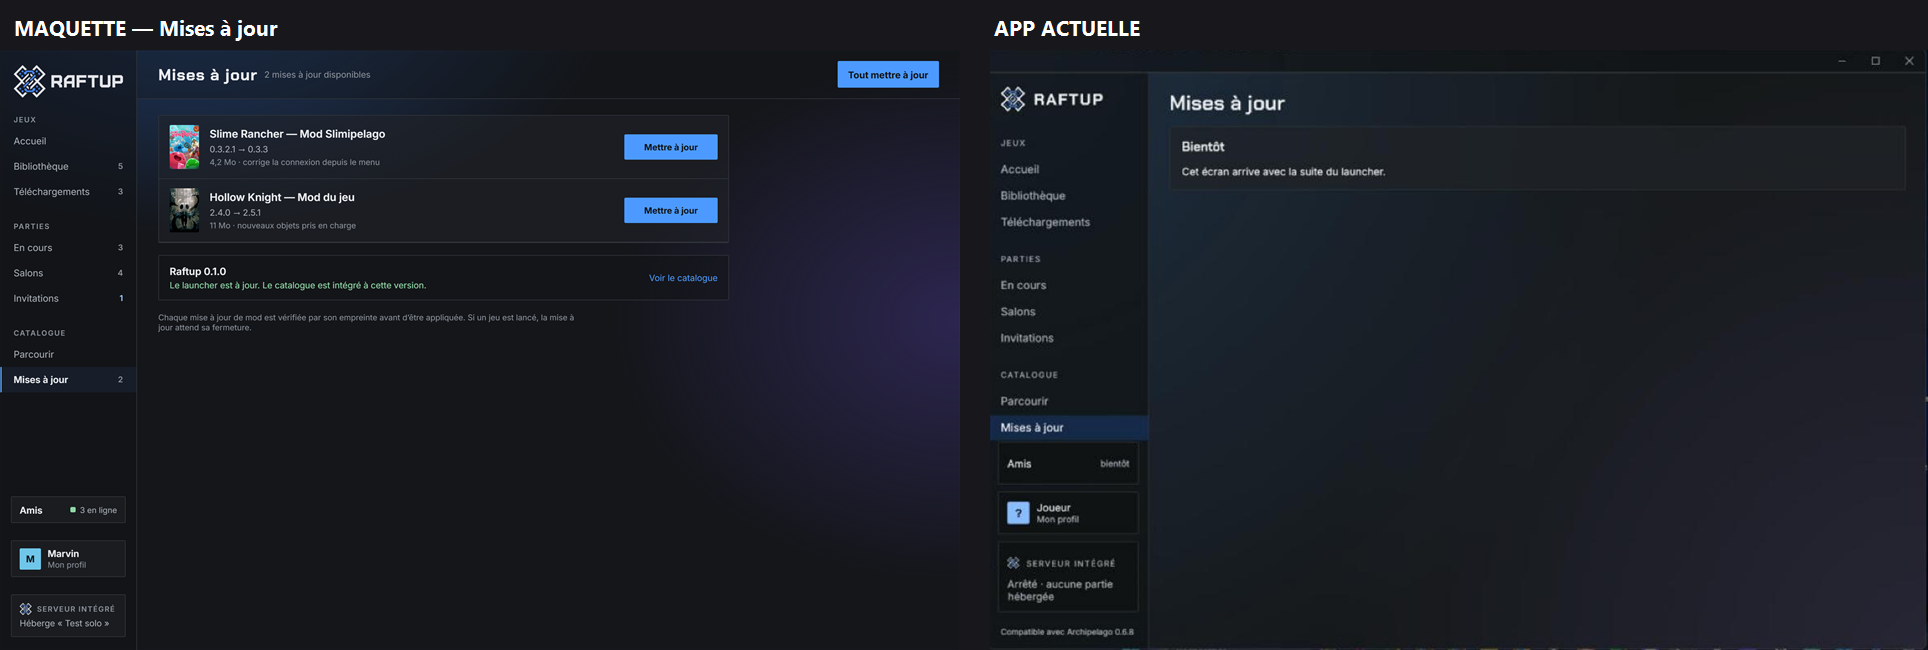 MAQUETTE — Mises à jour
RAFTUP
JEUX
Accueil
Bibliothèque 5
Téléchargements 3
PARTIES
En cours 3
Salons 4
Invitations 1
CATALOGUE
Parcourir
Mises à jour 2
Amis 3 en ligne
M
Marvin
Mon profil
SERVEUR INTÉGRÉ
Héberge « Test solo »
Mises à jour 2 mises à jour disponibles
Tout mettre à jour
Slime Rancher — Mod Slimipelago
0.3.2.1 → 0.3.3
4,2 Mo · corrige la connexion depuis le menu
Mettre à jour
Hollow Knight — Mod du jeu
2.4.0 → 2.5.1
11 Mo · nouveaux objets pris en charge
Mettre à jour
Raftup 0.1.0
Le launcher est à jour. Le catalogue est intégré à cette version.
Voir le catalogue
Chaque mise à jour de mod est vérifiée par son empreinte avant d'être appliquée. Si un jeu est lancé, la mise à
jour attend sa fermeture.
APP ACTUELLE
RAFTUP
JEUX
Accueil
Bibliothèque
Téléchargements
PARTIES
En cours
Salons
Invitations
CATALOGUE
Parcourir
Mises à jour
Amis bientôt
?
Joueur
Mon profil
SERVEUR INTÉGRÉ
Arrêté · aucune partie
hébergée
Compatible avec Archipelago 0.6.8
Mises à jour
Bientôt
Cet écran arrive avec la suite du launcher.